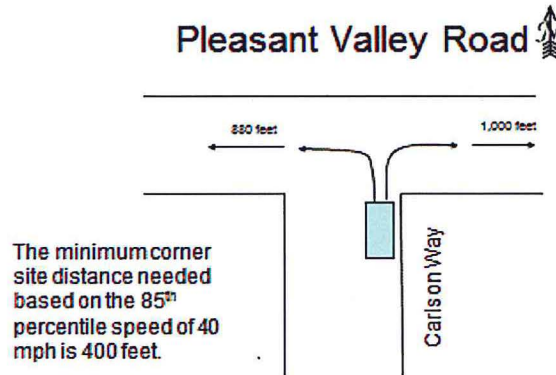 Pleasant Valley Road
880 feet
1,000 feet
Carlson Way
The minimum corner
site distance needed
based on the 85th
percentile speed of 40
mph is 400 feet.